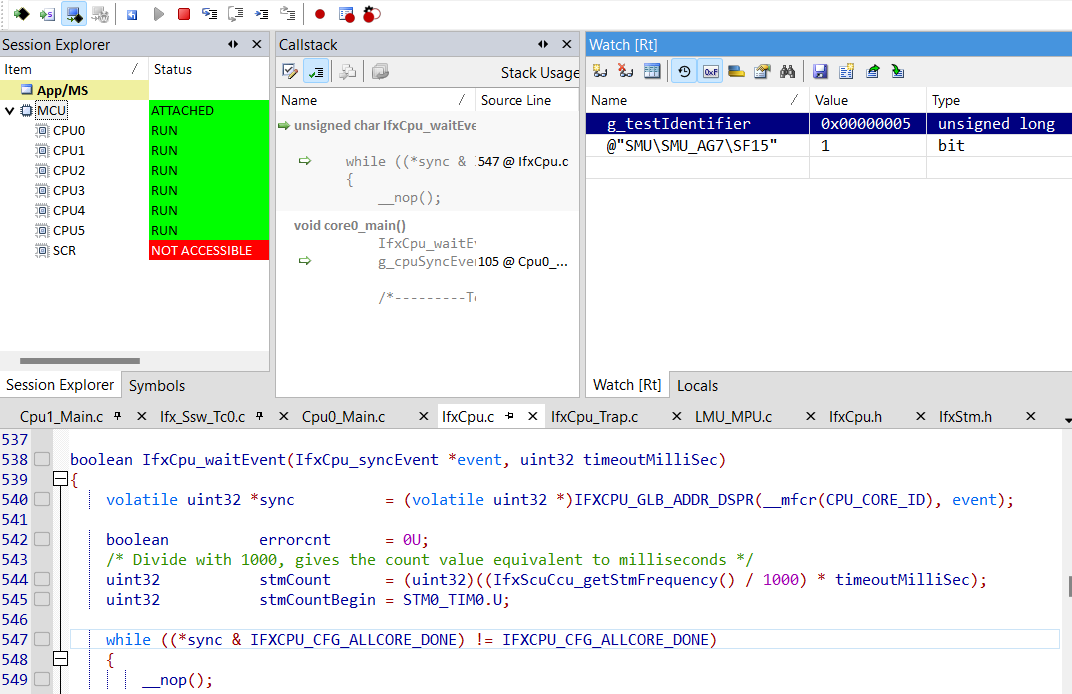 Session Explorer
Item / Status
App/MS
MCU ATTACHED
CPU0 RUN
CPU1 RUN
CPU2 RUN
CPU3 RUN
CPU4 RUN
CPU5 RUN
SCR NOT ACCESSIBLE
Session Explorer Symbols
Callstack
Stack Usage
Name / Source Line
unsigned char IfxCpu_waitEve
while ((*sync & 547 @ IfxCpu.c
{
__nop();
void core0_main()
IfxCpu_waitE
g_cpuSyncEve 105 @ Cpu0_...
/*---------T
Watch [Rt]
Name / Value Type
g_testIdentifier 0x00000005 unsigned long
@"SMU\SMU_AG7\SF15" 1 bit
Watch [Rt] Locals
Cpu1_Main.c Ifx_Ssw_Tc0.c Cpu0_Main.c IfxCpu.c IfxCpu_Trap.c LMU_MPU.c IfxCpu.h IfxStm.h
537
538 boolean IfxCpu_waitEvent(IfxCpu_syncEvent *event, uint32 timeoutMilliSec)
539 {
540 volatile uint32 *sync = (volatile uint32 *)IFXCPU_GLB_ADDR_DSPR(__mfcr(CPU_CORE_ID), event);
541
542 boolean errorcnt = 0U;
543 /* Divide with 1000, gives the count value equivalent to milliseconds */
544 uint32 stmCount = (uint32)((IfxScuCcu_getStmFrequency() / 1000) * timeoutMilliSec);
545 uint32 stmCountBegin = STM0_TIM0.U;
546
547 while ((*sync & IFXCPU_CFG_ALLCORE_DONE) != IFXCPU_CFG_ALLCORE_DONE)
548 {
549 __nop();